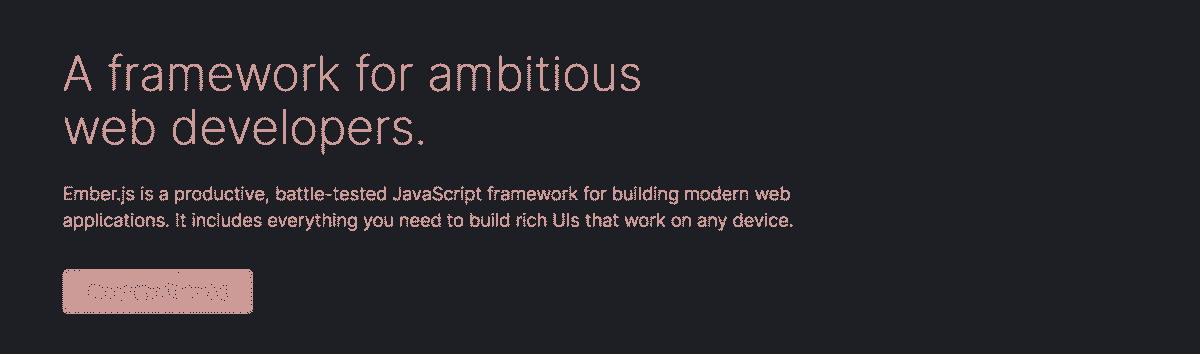 A framework for ambitious
web developers.
Ember.js is a productive, battle-tested JavaScript framework for building modern web
applications. It includes everything you need to build rich UIs that work on any device.